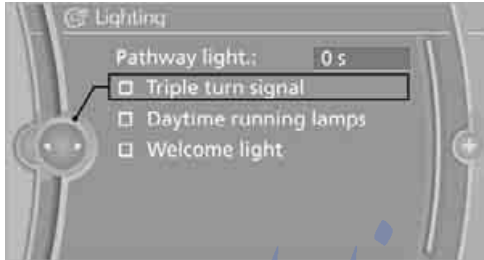 Lighting
Pathway light.: 0 s
Triple turn signal
Daytime running lamps
Welcome light